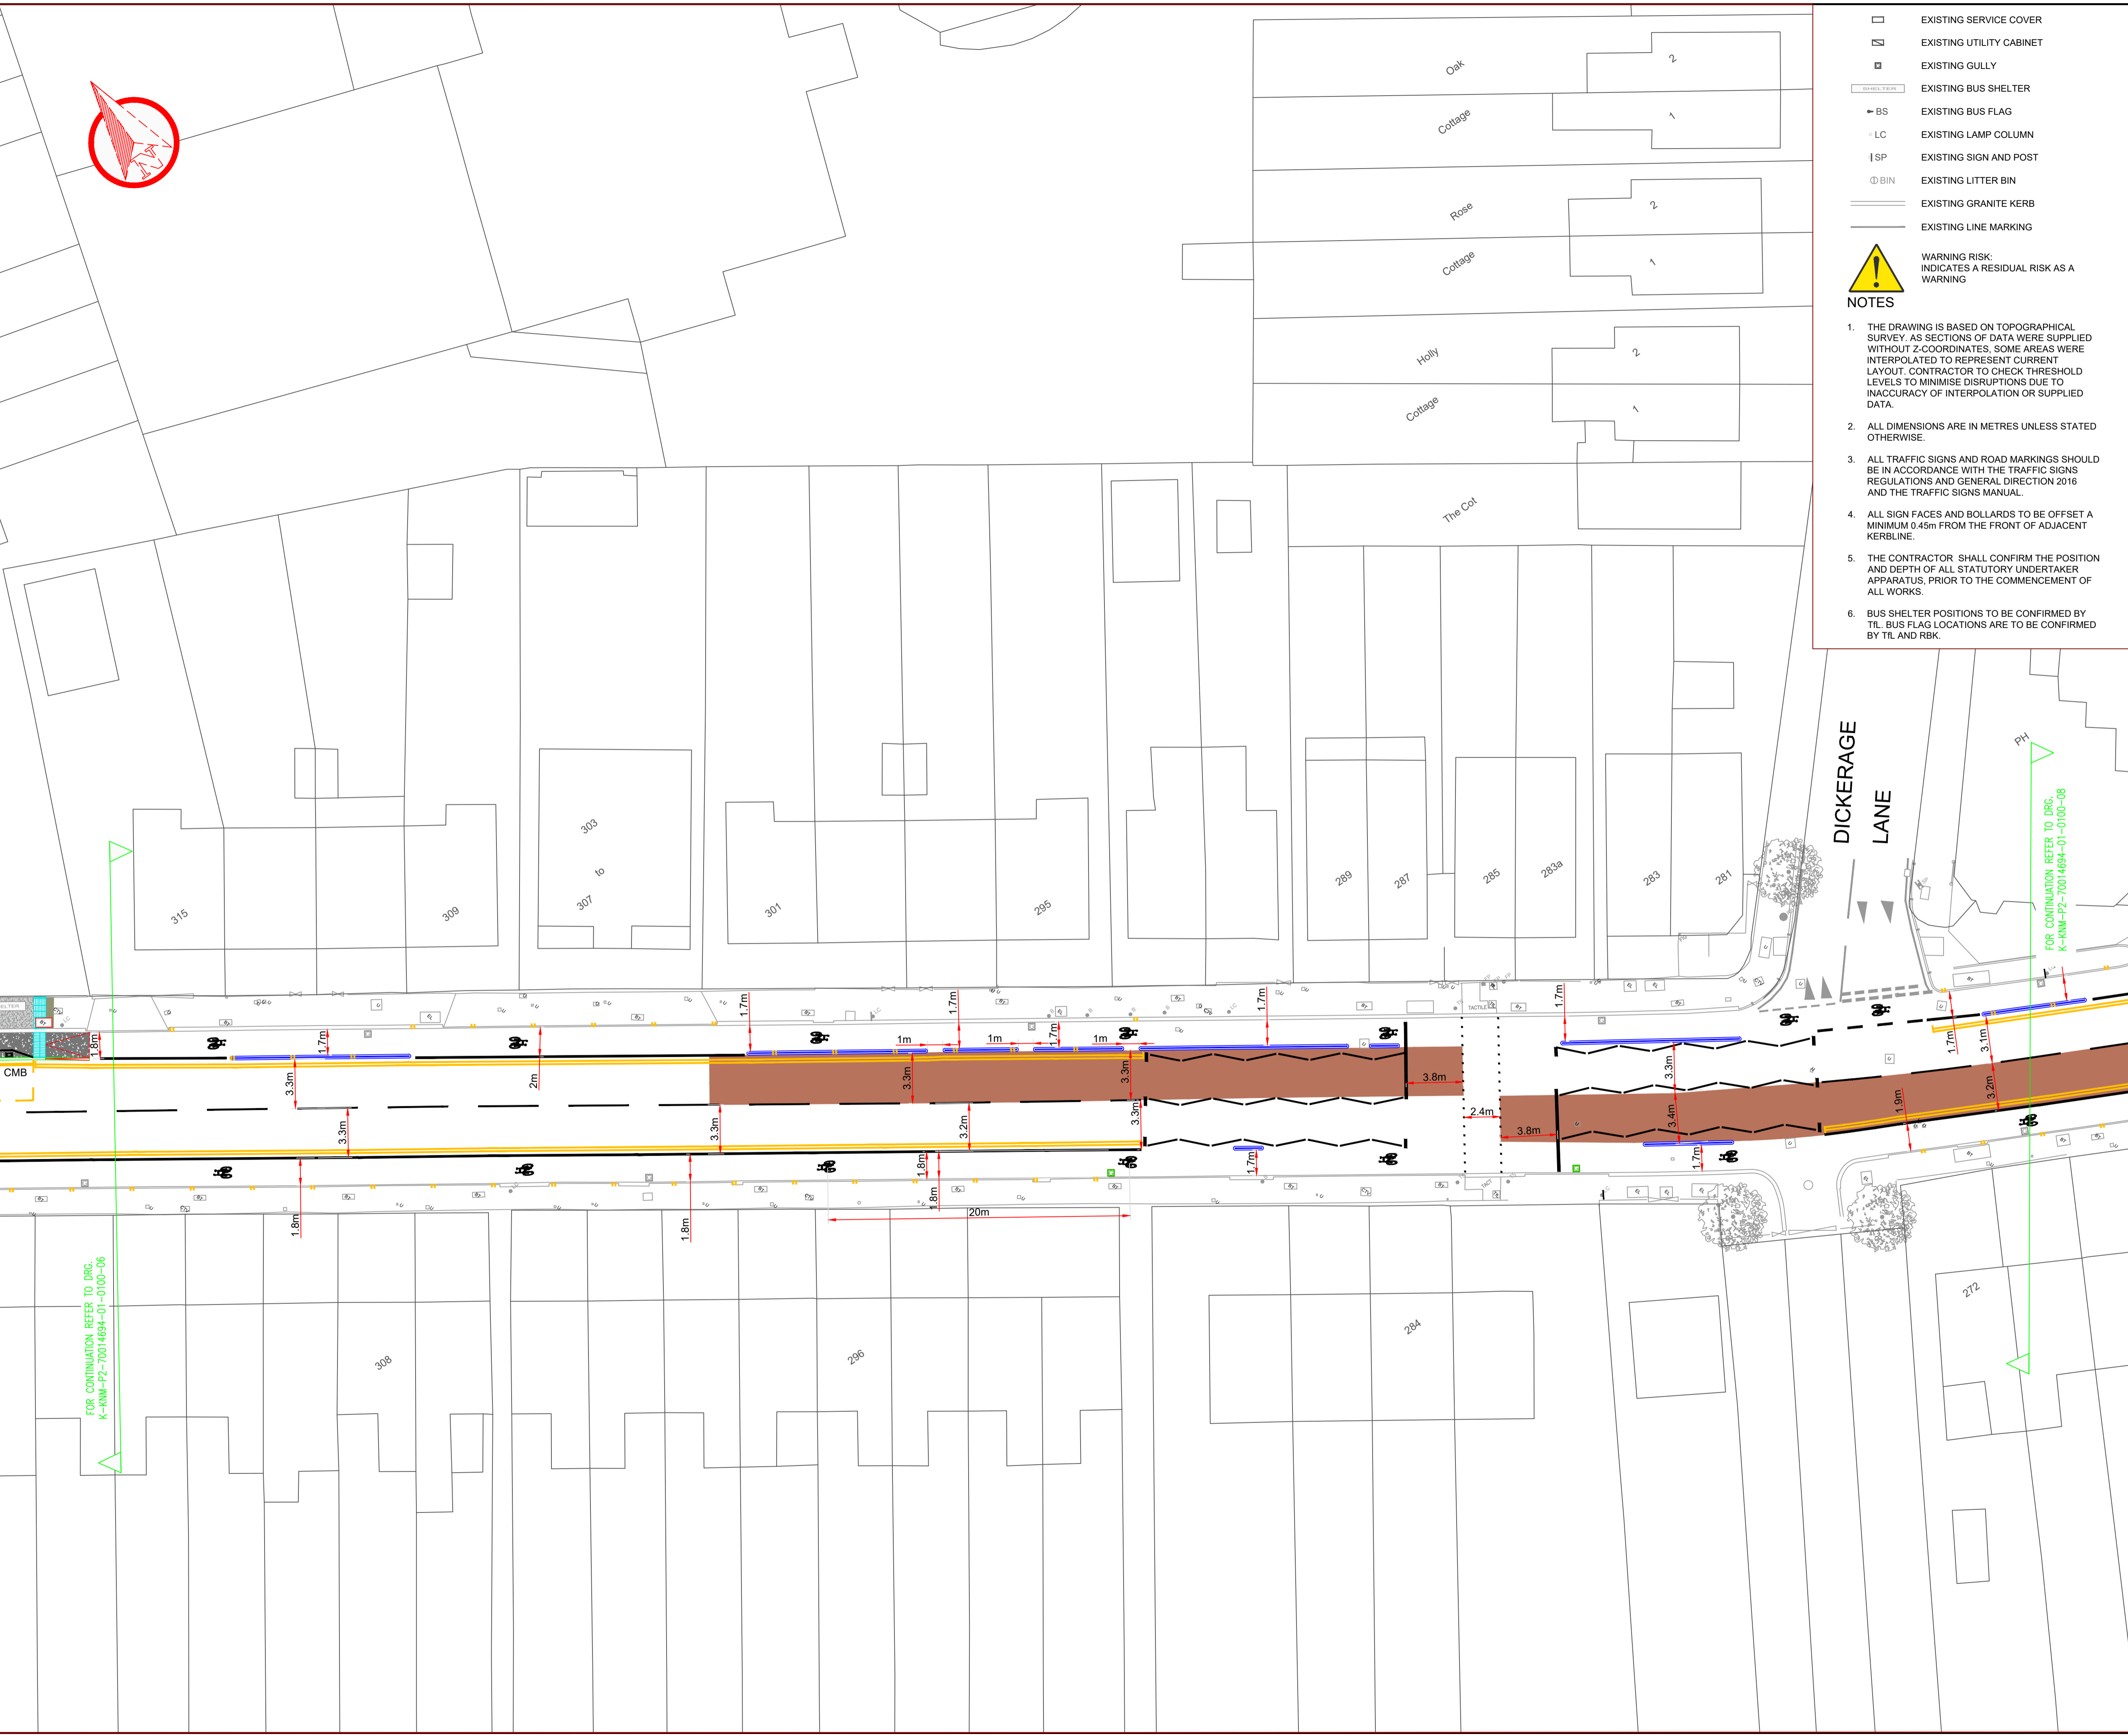 EXISTING SERVICE COVER
EXISTING UTILITY CABINET
EXISTING GULLY
SHELTER EXISTING BUS SHELTER
BS EXISTING BUS FLAG
LC EXISTING LAMP COLUMN
SP EXISTING SIGN AND POST
BIN EXISTING LITTER BIN
EXISTING GRANITE KERB
EXISTING LINE MARKING
WARNING RISK:
INDICATES A RESIDUAL RISK AS A
WARNING
NOTES
1. THE DRAWING IS BASED ON TOPOGRAPHICAL
SURVEY. AS SECTIONS OF DATA WERE SUPPLIED
WITHOUT Z-COORDINATES, SOME AREAS WERE
INTERPOLATED TO REPRESENT CURRENT
LAYOUT. CONTRACTOR TO CHECK THRESHOLD
LEVELS TO MINIMISE DISRUPTIONS DUE TO
INACCURACY OF INTERPOLATION OR SUPPLIED
DATA.
2. ALL DIMENSIONS ARE IN METRES UNLESS STATED
OTHERWISE.
3. ALL TRAFFIC SIGNS AND ROAD MARKINGS SHOULD
BE IN ACCORDANCE WITH THE TRAFFIC SIGNS
REGULATIONS AND GENERAL DIRECTION 2016
AND THE TRAFFIC SIGNS MANUAL.
4. ALL SIGN FACES AND BOLLARDS TO BE OFFSET A
MINIMUM 0.45m FROM THE FRONT OF ADJACENT
KERBLINE.
5. THE CONTRACTOR SHALL CONFIRM THE POSITION
AND DEPTH OF ALL STATUTORY UNDERTAKER
APPARATUS, PRIOR TO THE COMMENCEMENT OF
ALL WORKS.
6. BUS SHELTER POSITIONS TO BE CONFIRMED BY
TfL. BUS FLAG LOCATIONS ARE TO BE CONFIRMED
BY TfL AND RBK.
N
Oak
Cottage
2
1
Rose
Cottage
2
1
Holly
Cottage
2
1
The Cot
DICKERAGE
LANE
PH
FOR CONTINUATION REFER TO DRG.
K-KNM-P2-70014694-01-0100-08
315
309
303
to
307
301
295
289
287
285
283a
283
281
1.7m
1.7m
1.7m
1.7m
TACTILE
1.8m
1.7m
2m
1m
1m
1.7m
1m
CMB
3.3m
3.3m
3.3m
3.3m
3.3m
3.2m
3.3m
3.8m
2.4m
3.8m
3.3m
3.4m
1.7m
3.1m
3.2m
1.9m
1.8m
1.8m
1.8m
1.8m
1.7m
1.7m
TACT
20m
FOR CONTINUATION REFER TO DRG.
K-KNM-P2-70014694-01-0100-06
308
296
284
272